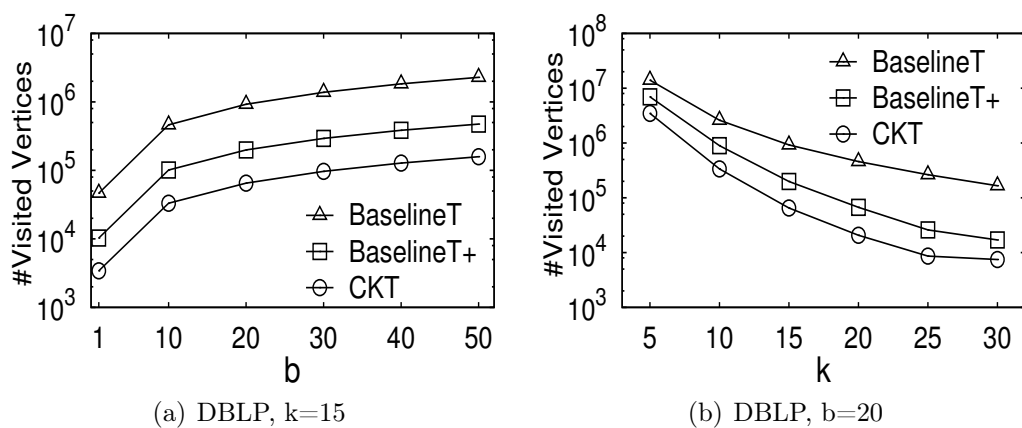 #Visited Vertices
10^7
10^6
10^5
10^4
10^3
BaselineT
BaselineT+
CKT
1 10 20 30 40 50
b
(a) DBLP, k=15
#Visited Vertices
10^8
10^7
10^6
10^5
10^4
10^3
BaselineT
BaselineT+
CKT
5 10 15 20 25 30
k
(b) DBLP, b=20